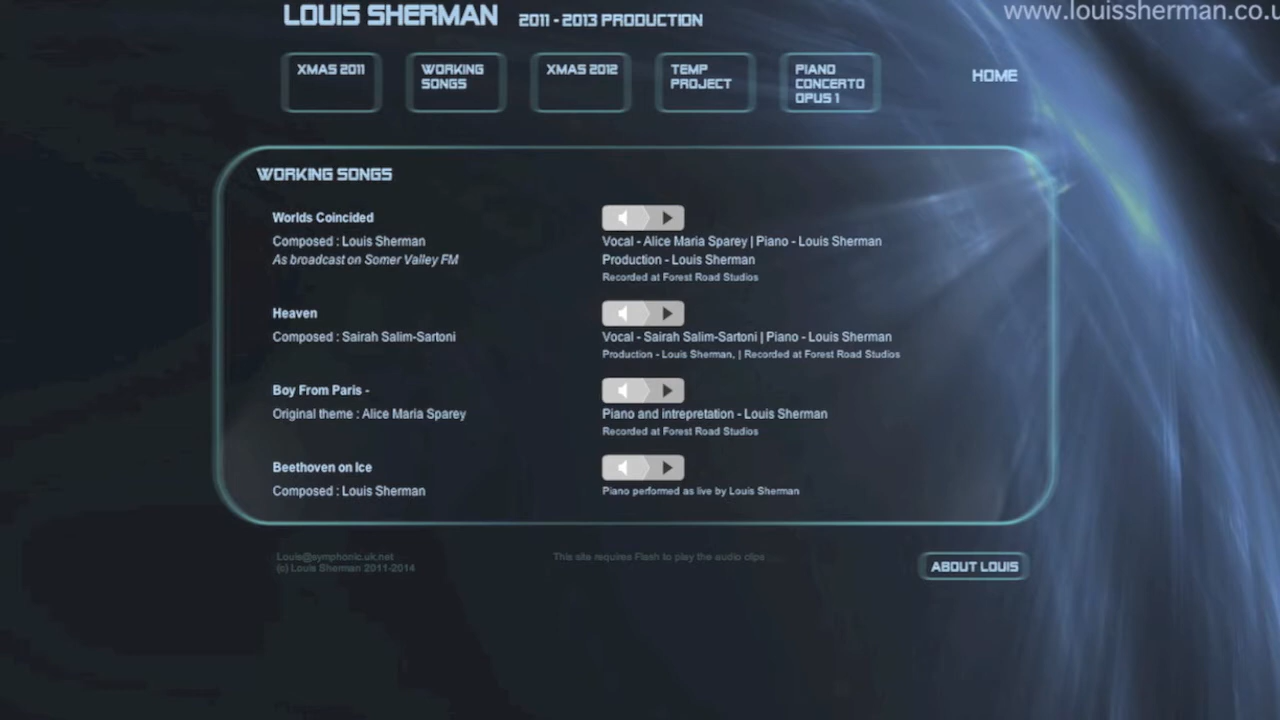 LOUIS SHERMAN 2011 - 2013 PRODUCTION
www.louissherman.co.u
XMAS 2011
WORKING
SONGS
XMAS 2012
TEMP
PROJECT
PIANO
CONCERTO
OPUS 1
HOME
WORKING SONGS
Worlds Coincided
Composed : Louis Sherman
As broadcast on Somer Valley FM
Vocal - Alice Maria Sparey | Piano - Louis Sherman
Production - Louis Sherman
Recorded at Forest Road Studios
Heaven
Composed : Sairah Salim-Sartoni
Vocal - Sairah Salim-Sartoni | Piano - Louis Sherman
Production - Louis Sherman, | Recorded at Forest Road Studios
Boy From Paris -
Original theme : Alice Maria Sparey
Piano and intrepretation - Louis Sherman
Recorded at Forest Road Studios
Beethoven on Ice
Composed : Louis Sherman
Piano performed as live by Louis Sherman
Louis@symphonic.uk.net
(c) Louis Sherman 2011-2014
This site requires Flash to play the audio clips
ABOUT LOUIS